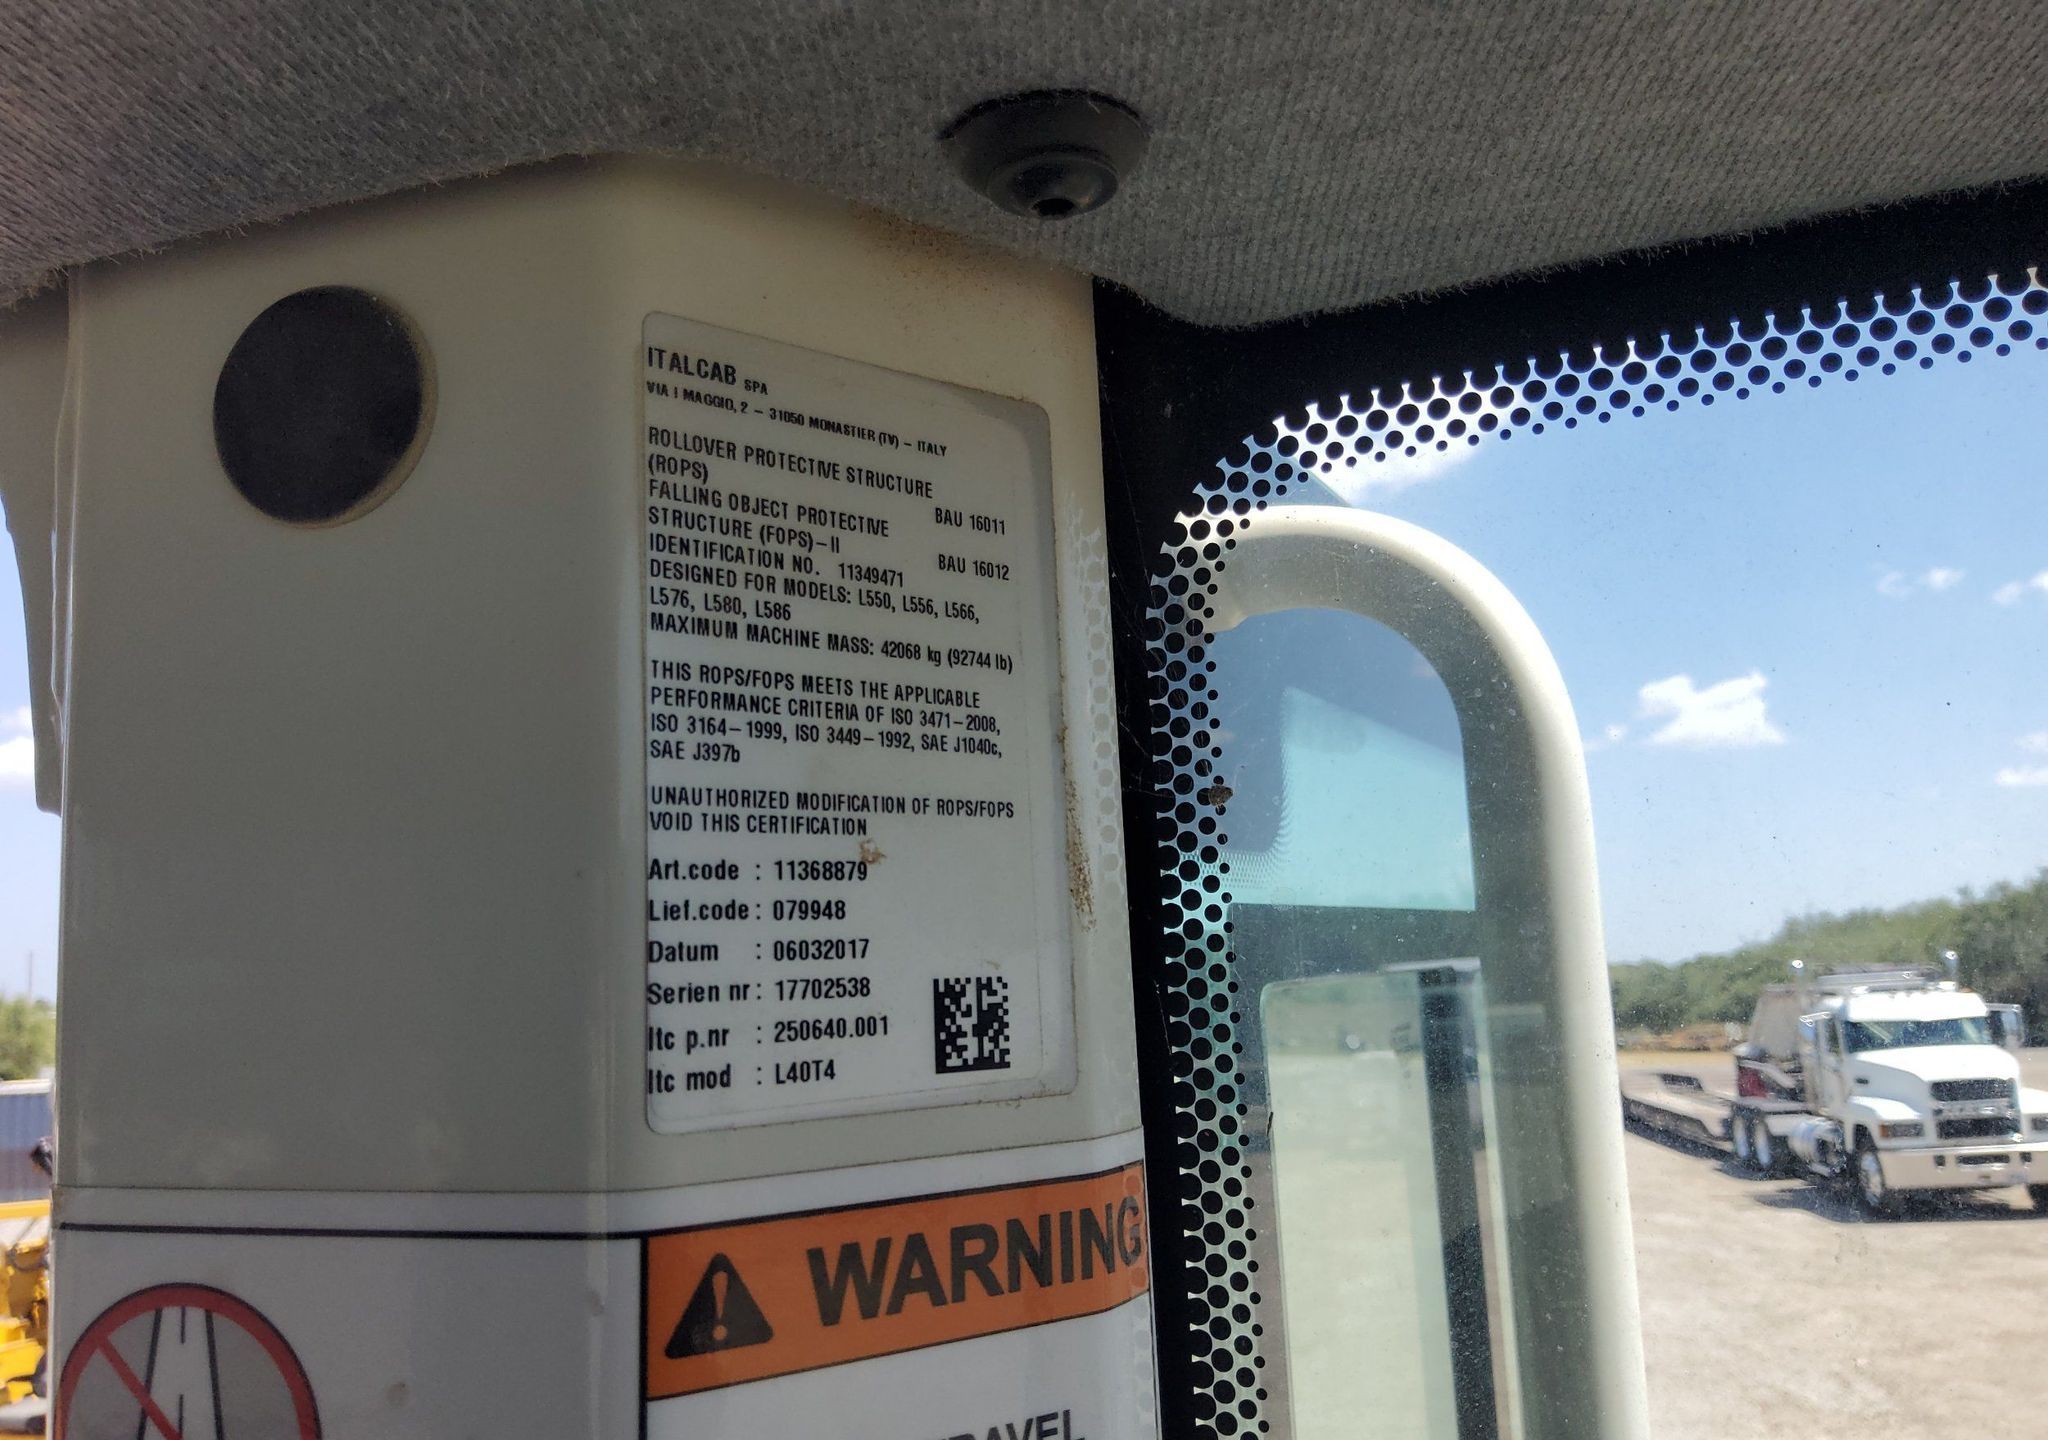 ITALCAB SPA
VIA I MAGGIO, 2 – 31050 MONASTIER (TV) – ITALY
ROLLOVER PROTECTIVE STRUCTURE
(ROPS) BAU 16011
FALLING OBJECT PROTECTIVE
STRUCTURE (FOPS)–II BAU 16012
IDENTIFICATION NO. 11349471
DESIGNED FOR MODELS: L550, L556, L566,
L576, L580, L586
MAXIMUM MACHINE MASS: 42068 kg (92744 lb)
THIS ROPS/FOPS MEETS THE APPLICABLE
PERFORMANCE CRITERIA OF ISO 3471–2008,
ISO 3164–1999, ISO 3449–1992, SAE J1040c,
SAE J397b
UNAUTHORIZED MODIFICATION OF ROPS/FOPS
VOID THIS CERTIFICATION
Art.code : 11368879
Lief.code : 079948
Datum : 06032017
Serien nr : 17702538
Itc p.nr : 250640.001
Itc mod : L40T4
WARNING